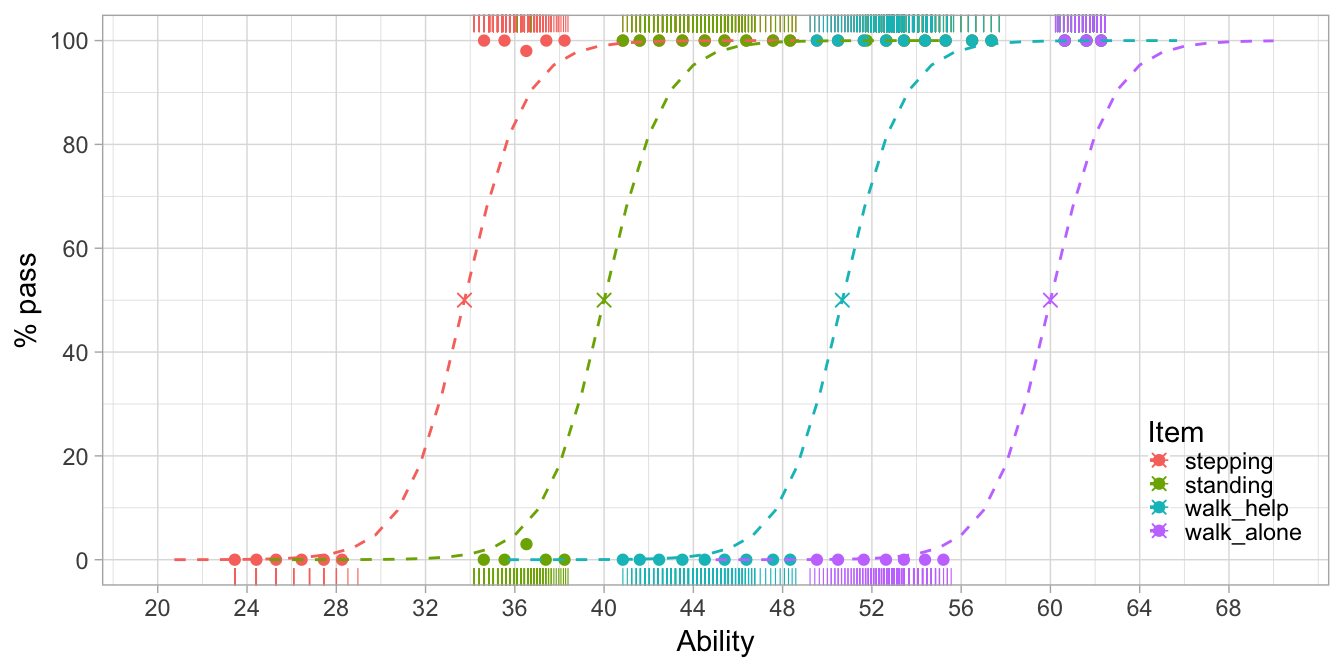 100
80
60
40
20
0
% pass
20 24 28 32 36 40 44 48 52 56 60 64 68
Ability
Item
stepping
standing
walk_help
walk_alone